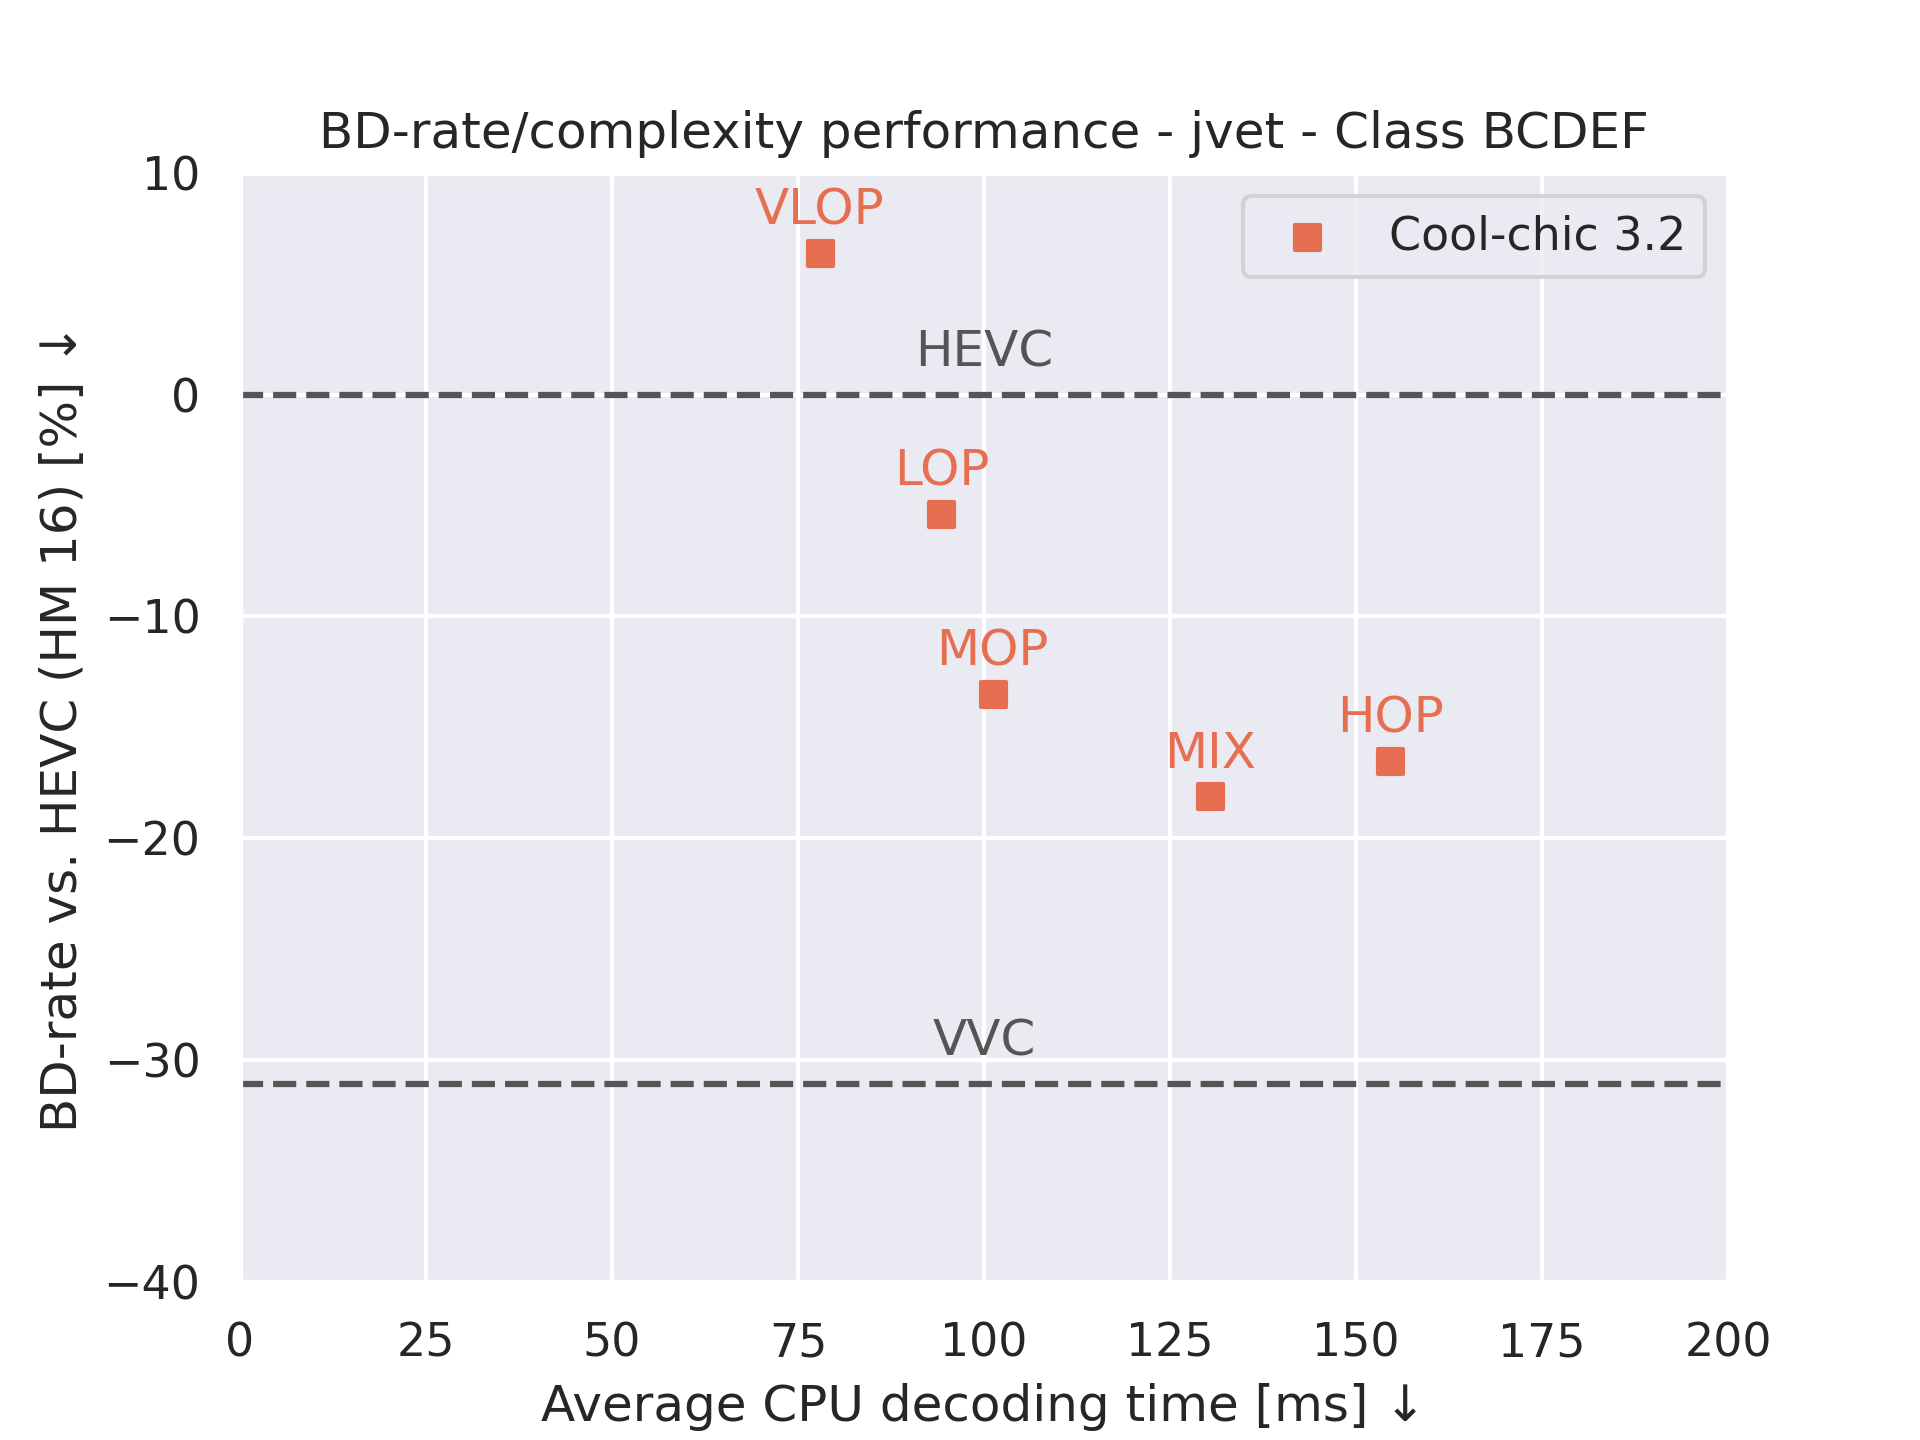 BD-rate/complexity performance - jvet - Class BCDEF
10
0
−10
−20
−30
−40
BD-rate vs. HEVC (HM 16) [%] ↓
VLOP
Cool-chic 3.2
HEVC
LOP
MOP
HOP
MIX
VVC
0 25 50 75 100 125 150 175 200
Average CPU decoding time [ms] ↓